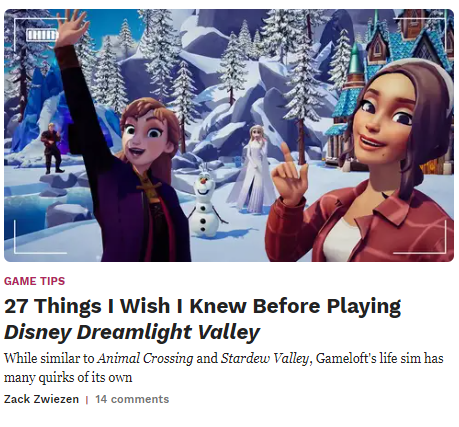 GAME TIPS
27 Things I Wish I Knew Before Playing
Disney Dreamlight Valley
While similar to Animal Crossing and Stardew Valley, Gameloft's life sim has
many quirks of its own
Zack Zwiezen | 14 comments